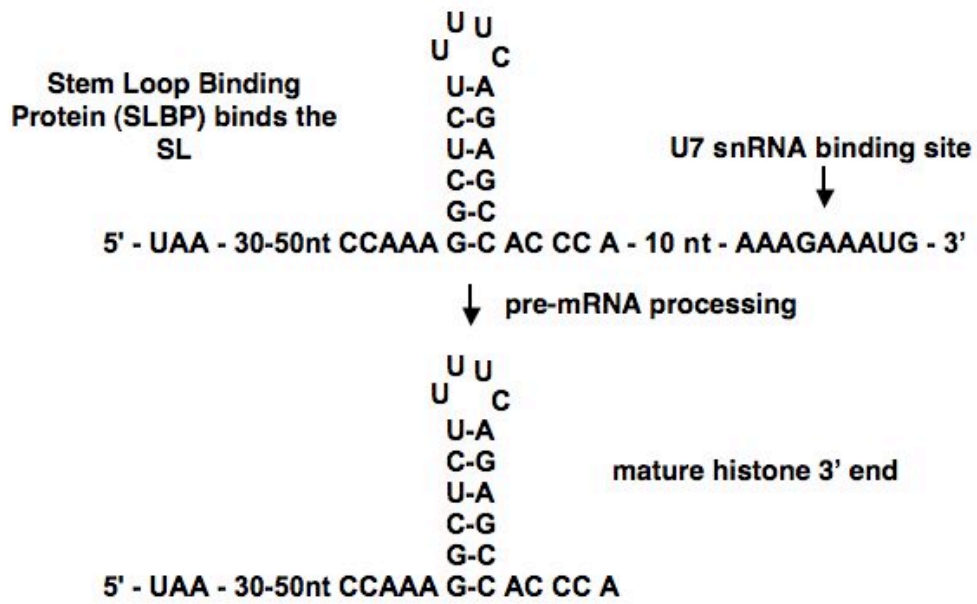 U U
U C
Stem Loop Binding
Protein (SLBP) binds the
SL
U-A
C-G
U-A
C-G
G-C
U7 snRNA binding site
5' - UAA - 30-50nt CCAAA G-C AC CC A - 10 nt - AAAGAAAUG - 3’
pre-mRNA processing
U U
U C
U-A
C-G
U-A
C-G
G-C
mature histone 3’ end
5' - UAA - 30-50nt CCAAA G-C AC CC A